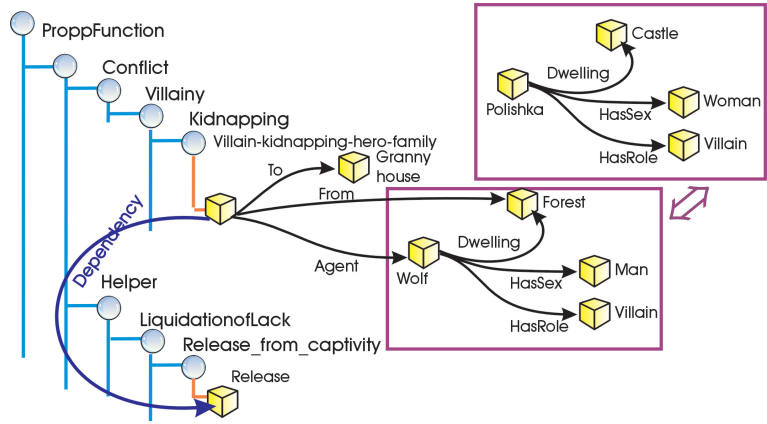 ProppFunction
Conflict
Villainy
Kidnapping
Villain-kidnapping-hero-family
To
Granny
house
From
Dependency
Agent
Helper
LiquidationofLack
Release_from_captivity
Release
Castle
Dwelling
Polishka
HasSex
Woman
HasRole
Villain
Forest
Dwelling
Wolf
HasSex
Man
HasRole
Villain